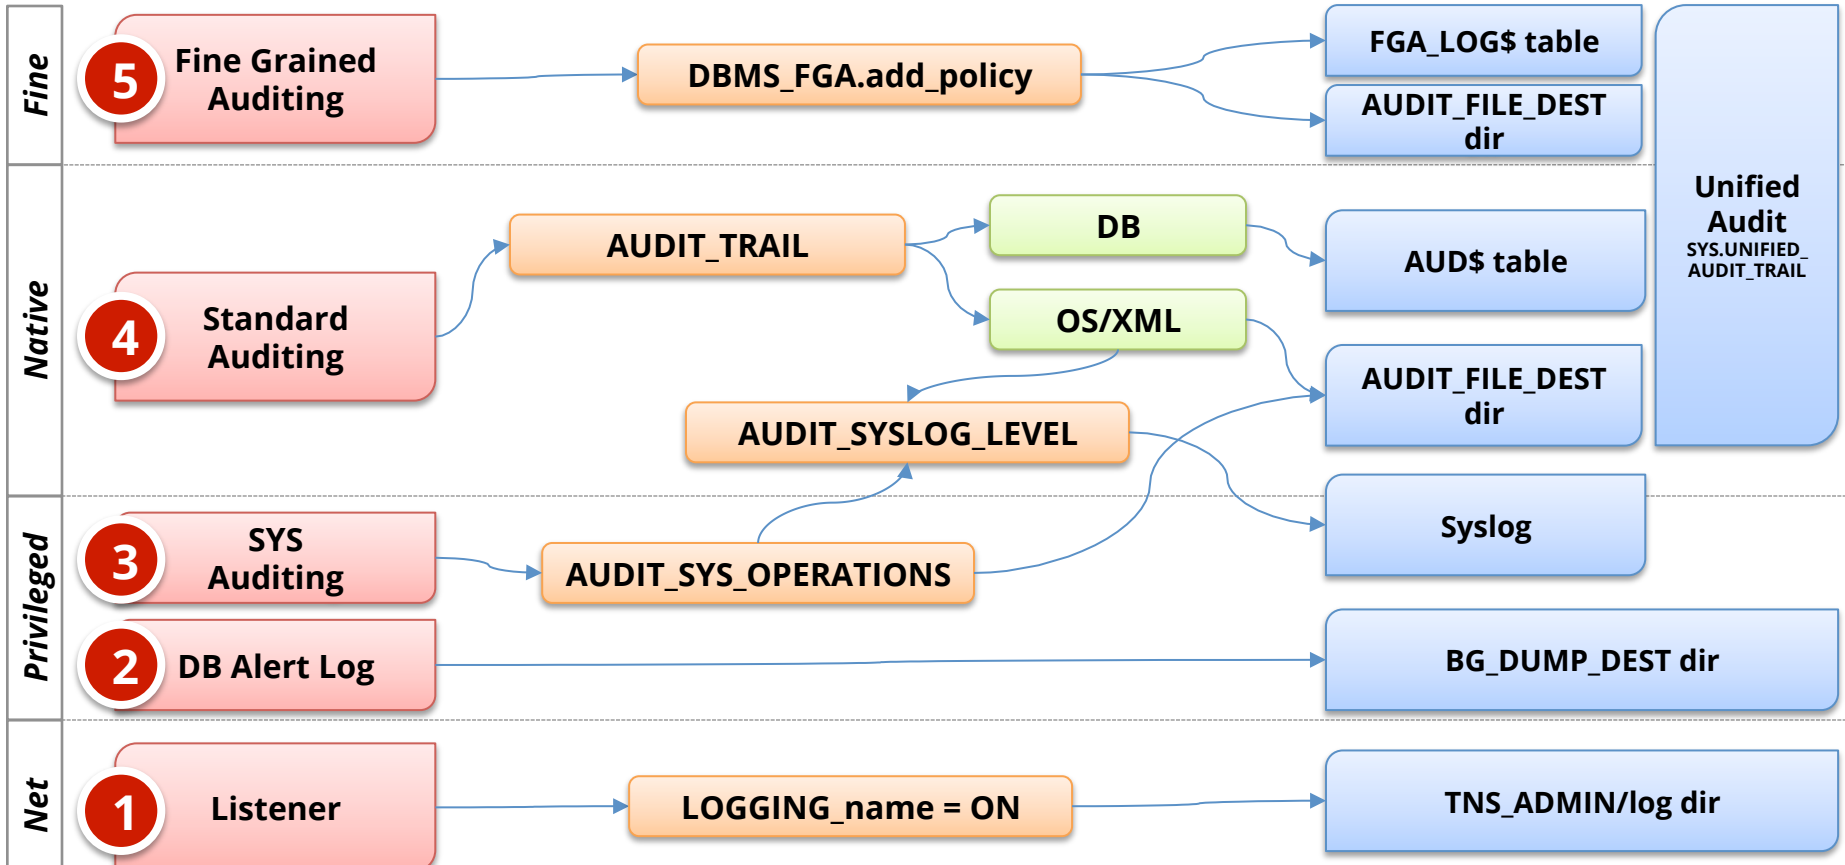 Fine
5
Fine Grained
Auditing
DBMS_FGA.add_policy
FGA_LOG$ table
AUDIT_FILE_DEST
dir
Unified
Audit
SYS.UNIFIED_
AUDIT_TRAIL
Native
4
Standard
Auditing
AUDIT_TRAIL
DB
OS/XML
AUD$ table
AUDIT_FILE_DEST
dir
AUDIT_SYSLOG_LEVEL
Syslog
Privileged
3
SYS
Auditing
AUDIT_SYS_OPERATIONS
2
DB Alert Log
BG_DUMP_DEST dir
Net
1
Listener
LOGGING_name = ON
TNS_ADMIN/log dir